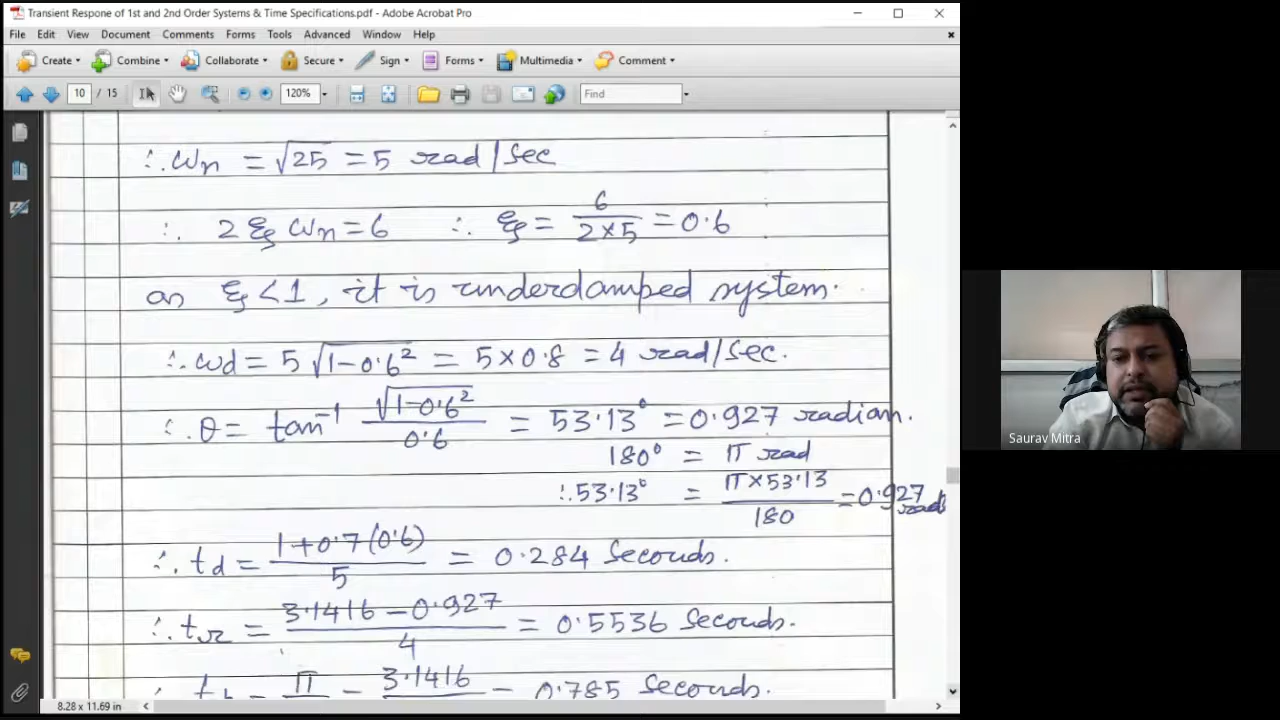 Transient Respone of 1st and 2nd Order Systems & Time Specifications.pdf - Adobe Acrobat Pro
File Edit View Document Comments Forms Tools Advanced Window Help
Create Combine Collaborate Secure Sign Forms Multimedia Comment
10 / 15 120% Find
∴ ωn = √25 = 5 rad/sec
∴ 2 ξ ωn = 6 ∴ ξ = 6/(2×5) = 0.6
as ξ < 1, it is underdamped system.
∴ ωd = 5 √(1-0.6²) = 5 × 0.8 = 4 rad/sec.
∴ θ = tan⁻¹ √(1-0.6²)/0.6 = 53.13° = 0.927 radian.
180° = π rad
∴ 53.13° = (π×53.13)/180 = 0.927 rads
∴ td = (1+0.7(0.6))/5 = 0.284 seconds.
∴ tr = (3.1416 - 0.927)/4 = 0.5536 seconds.
π 3.1416 0.785 seconds.
8.28 x 11.69 in
Saurav Mitra